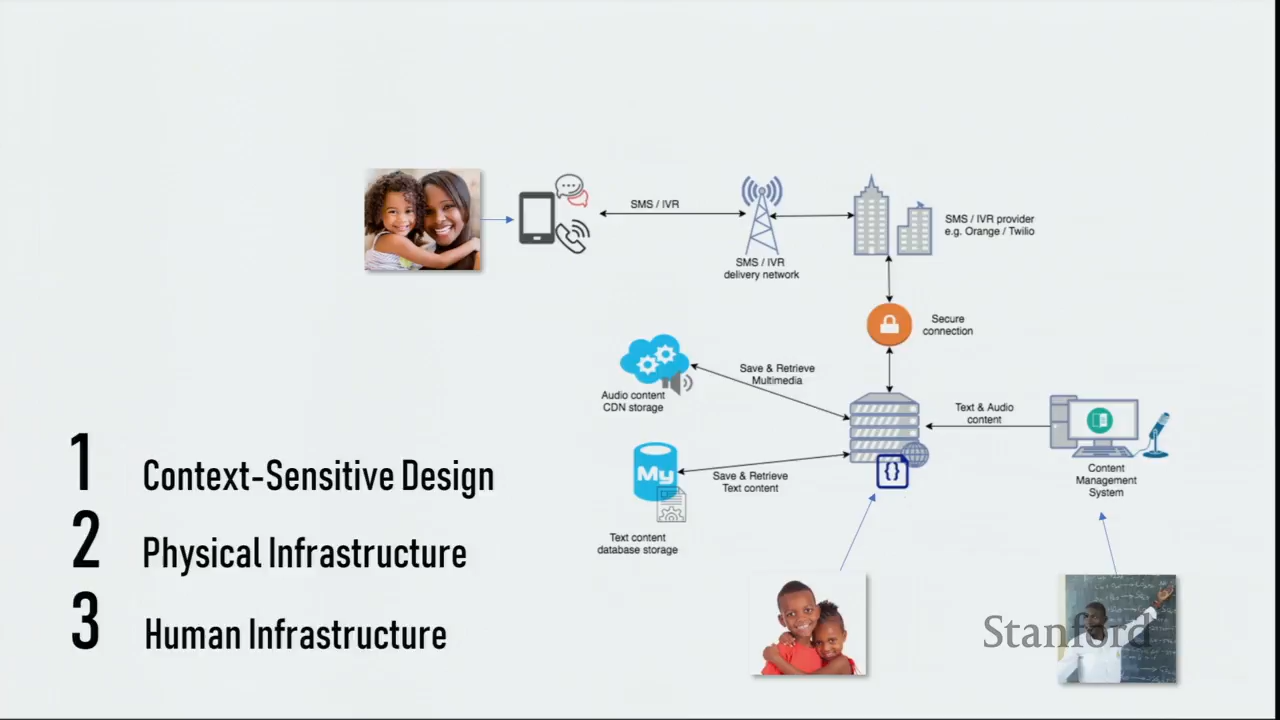 SMS / IVR
SMS / IVR
delivery network
SMS / IVR provider
e.g. Orange / Twilio
Secure
connection
Save & Retrieve
Multimedia
Audio content
CDN storage
Text & Audio
content
My
Save & Retrieve
Text content
{}
Content
Management
System
Text content
database storage
1 Context-Sensitive Design
2 Physical Infrastructure
3 Human Infrastructure
Stanford